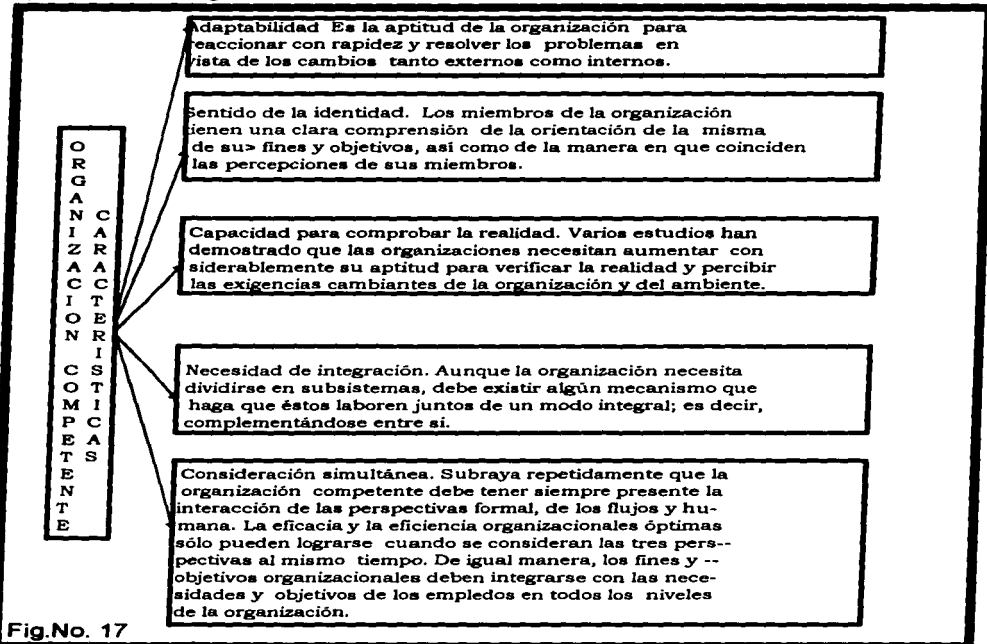 Adaptabilidad Es la aptitud de la organización para
reaccionar con rapidez y resolver los problemas en
vista de los cambios tanto externos como internos.
Sentido de la identidad. Los miembros de la organización
tienen una clara comprensión de la orientación de la misma
de su> fines y objetivos, así como de la manera en que coinciden
las percepciones de sus miembros.
ORGANIZACION COMPETENTE
CARACTERISTICAS
Capacidad para comprobar la realidad. Varios estudios han
demostrado que las organizaciones necesitan aumentar con
siderablemente su aptitud para verificar la realidad y percibir
las exigencias cambiantes de la organización y del ambiente.
Necesidad de integración. Aunque la organización necesita
dividirse en subsistemas, debe existir algún mecanismo que
haga que éstos laboren juntos de un modo integral; es decir,
complementándose entre sí.
Consideración simultánea. Subraya repetidamente que la
organización competente debe tener siempre presente la
interacción de las perspectivas formal, de los flujos y hu-
mana. La eficacia y la eficiencia organizacionales óptimas
sólo pueden lograrse cuando se consideran las tres pers--
pectivas al mismo tiempo. De igual manera, los fines y --
objetivos organizacionales deben integrarse con las nece-
sidades y objetivos de los empledos en todos los niveles
de la organización.
Fig.No. 17